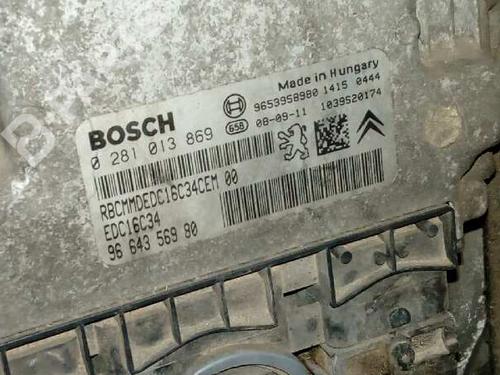 Made in Hungary
BOSCH
9653958980 1415 0444
658 08-09-11 1039520174
0 281 013 869
RBCMMDEDC16C34CEM 00
EDC16C34
96 643 569 80